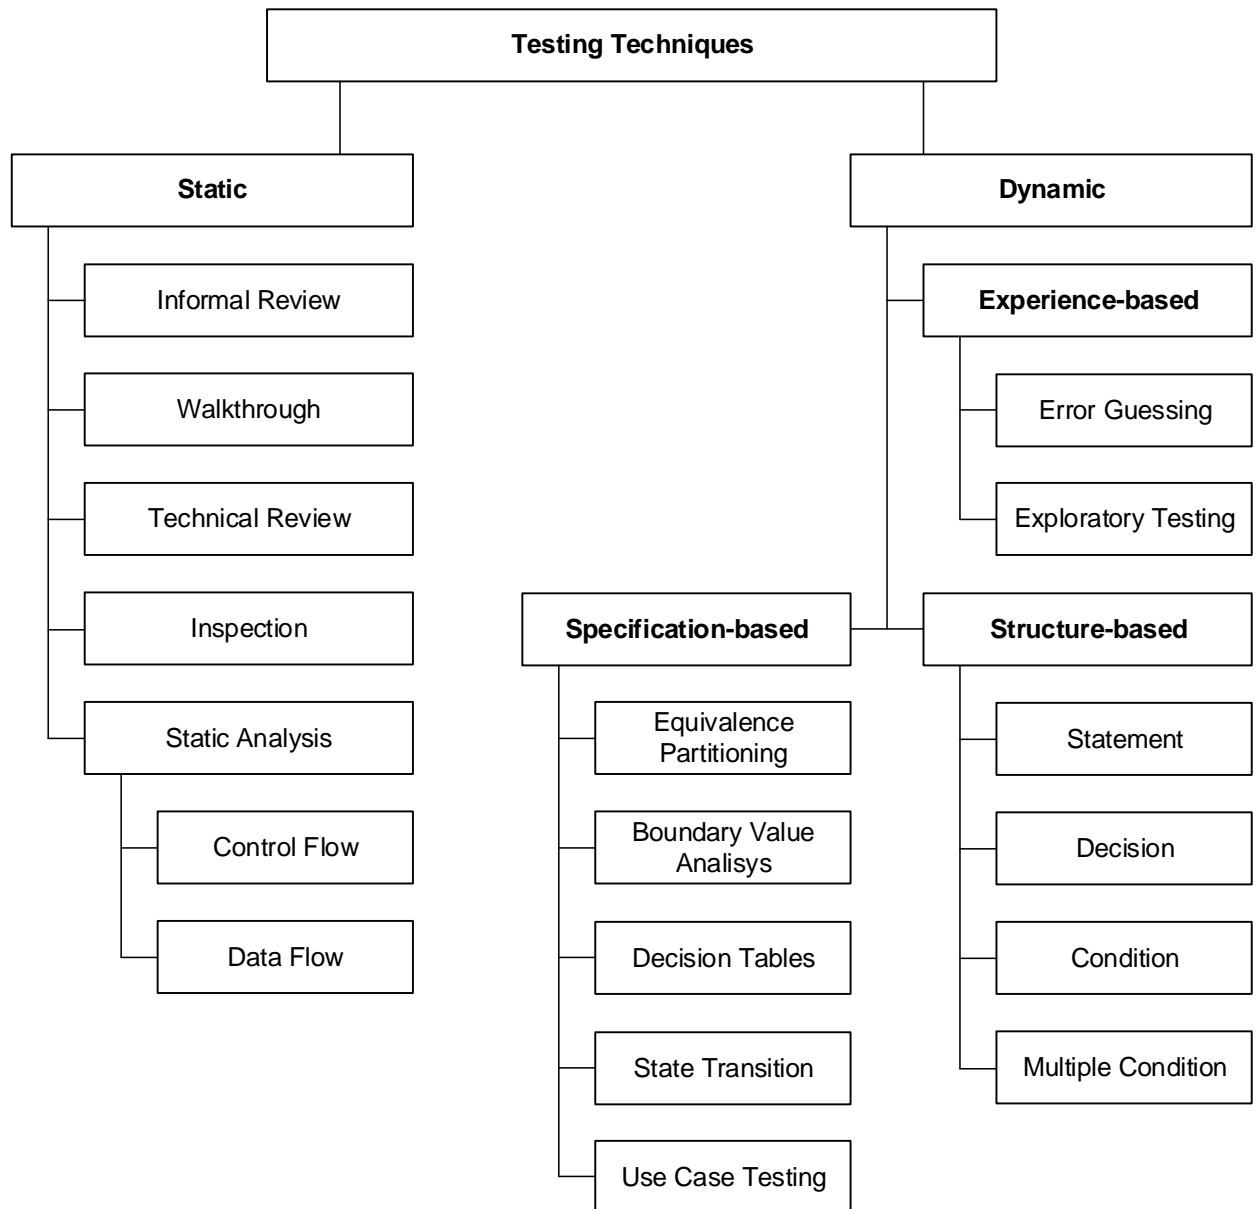 Testing Techniques
Static
Informal Review
Walkthrough
Technical Review
Inspection
Static Analysis
Control Flow
Data Flow
Dynamic
Experience-based
Error Guessing
Exploratory Testing
Specification-based
Equivalence
Partitioning
Boundary Value
Analisys
Decision Tables
State Transition
Use Case Testing
Structure-based
Statement
Decision
Condition
Multiple Condition